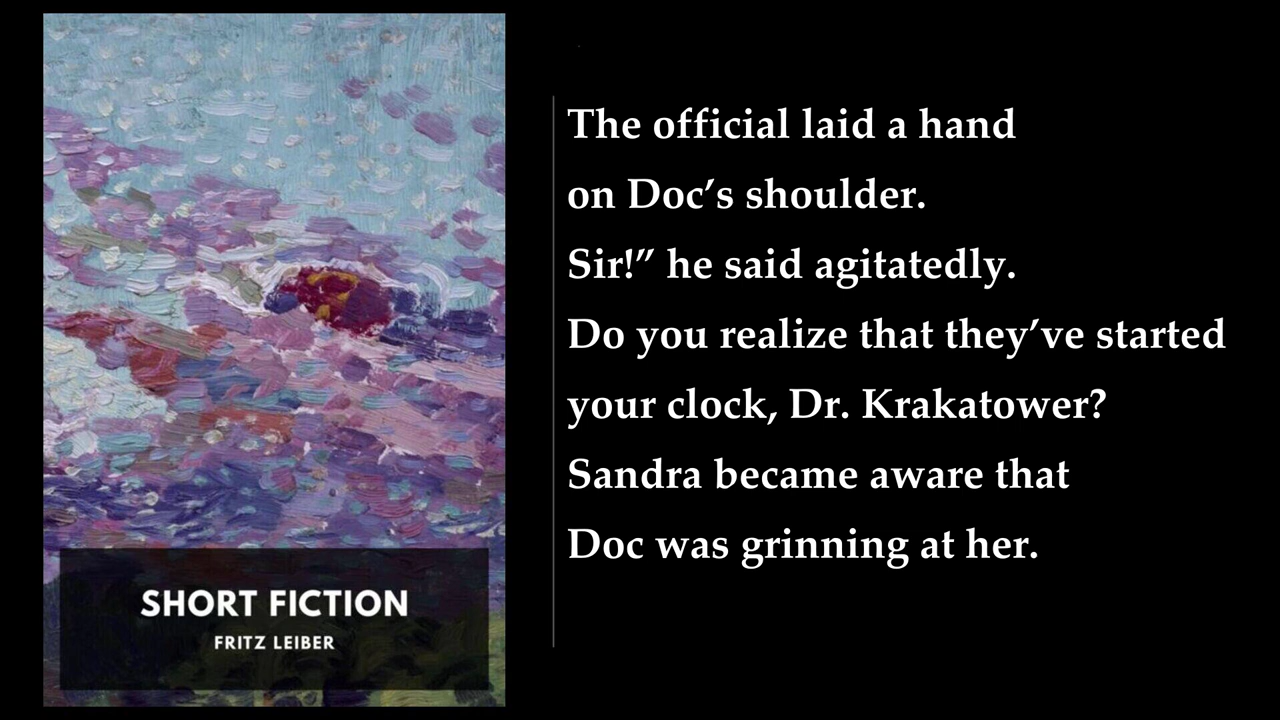 The official laid a hand
on Doc’s shoulder.
Sir!” he said agitatedly.
Do you realize that they’ve started
your clock, Dr. Krakatower?
Sandra became aware that
Doc was grinning at her.
SHORT FICTION
FRITZ LEIBER